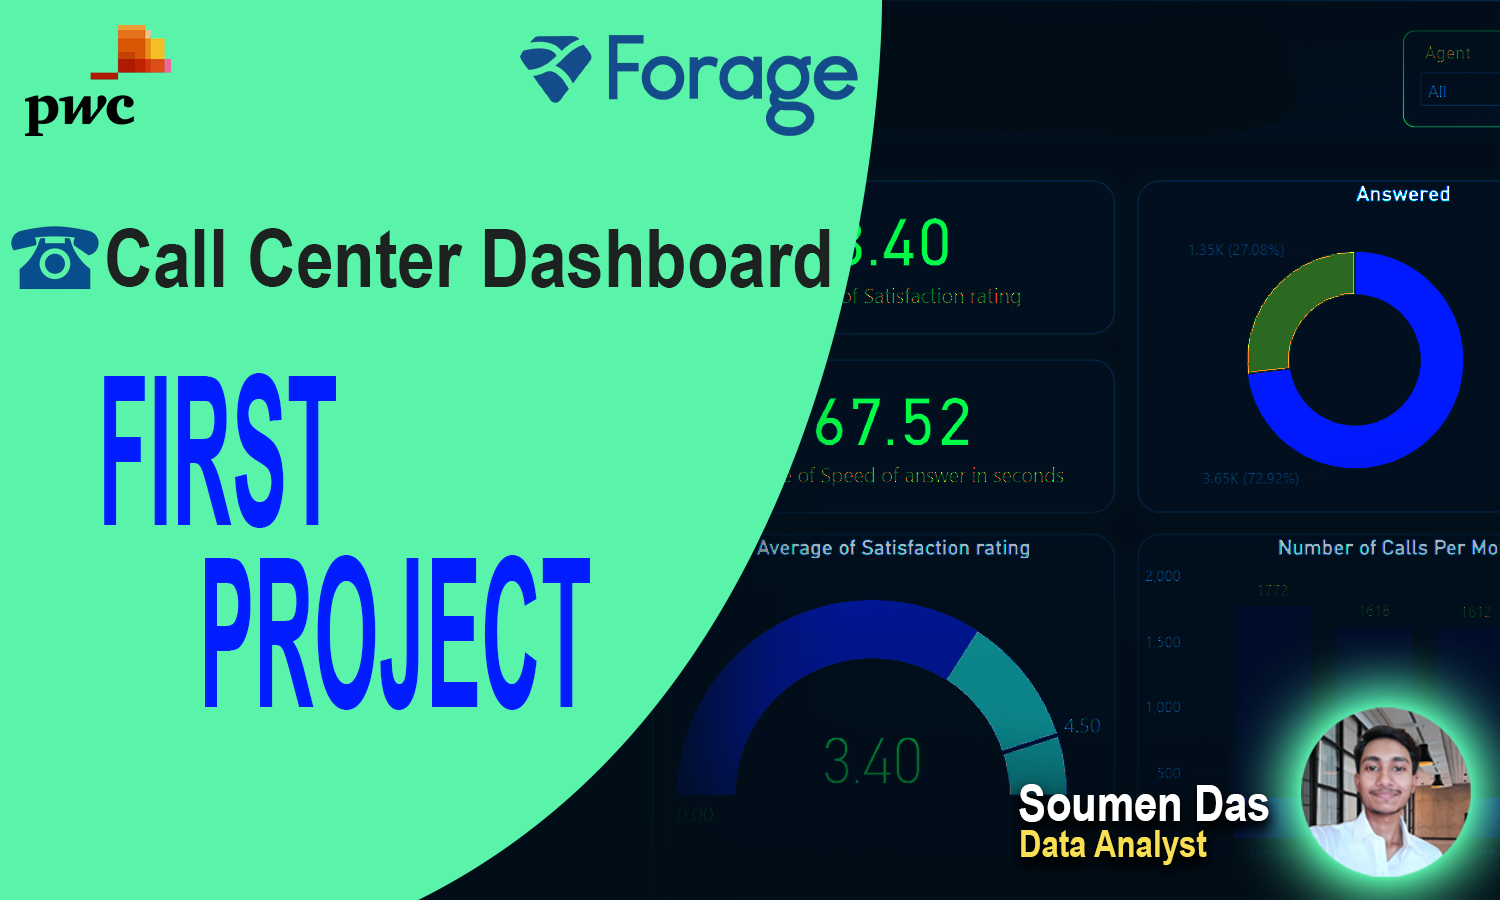 pwc
Forage
Call Center Dashboard
FIRST
PROJECT
Agent
All
.40
of Satisfaction rating
67.52
of Speed of answer in seconds
Answered
1.35K (27.08%)
3.65K (72.92%)
Average of Satisfaction rating
4.50
3.40
0.00
Number of Calls Per Mo
2,000
1772
1616
1612
1,500
1,000
500
Soumen Das
Data Analyst